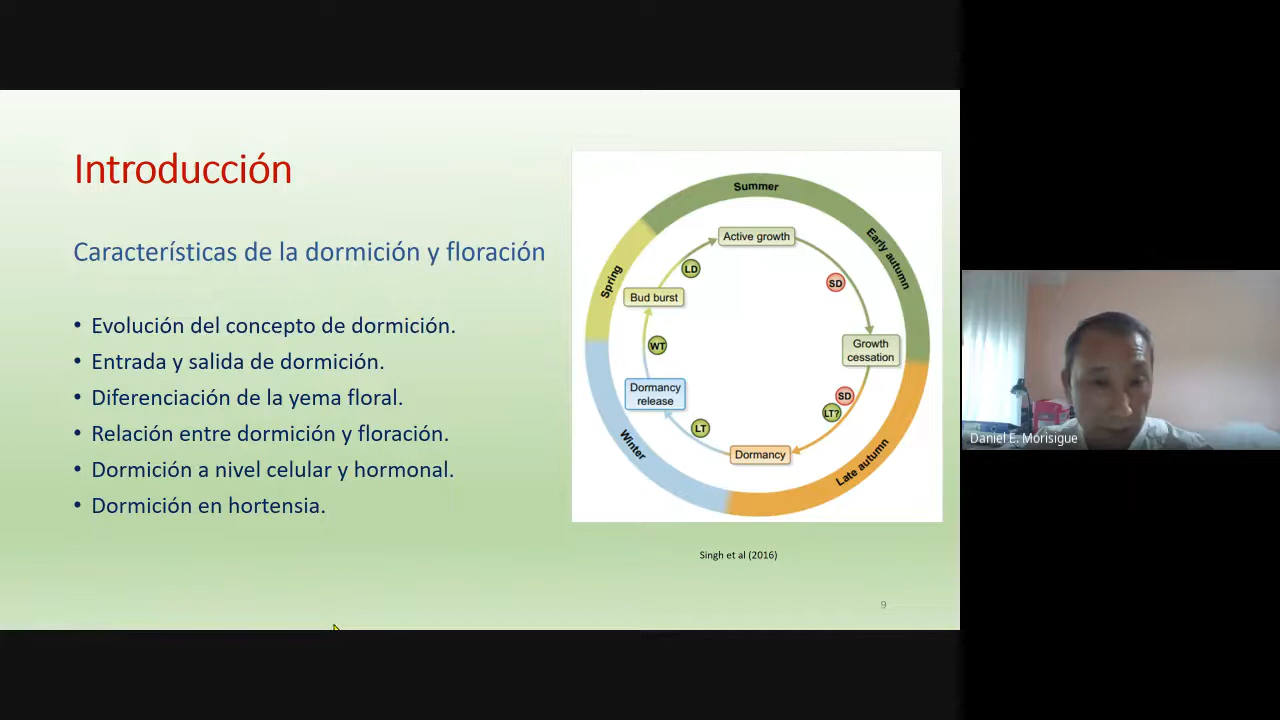 Introducción
Características de la dormición y floración
• Evolución del concepto de dormición.
• Entrada y salida de dormición.
• Diferenciación de la yema floral.
• Relación entre dormición y floración.
• Dormición a nivel celular y hormonal.
• Dormición en hortensia.
Summer
Early autumn
Late autumn
Winter
Spring
Active growth
SD
Growth
cessation
SD
LT?
Dormancy
LT
Dormancy
release
WT
Bud burst
LD
Singh et al (2016)
9
Daniel E. Morisigue